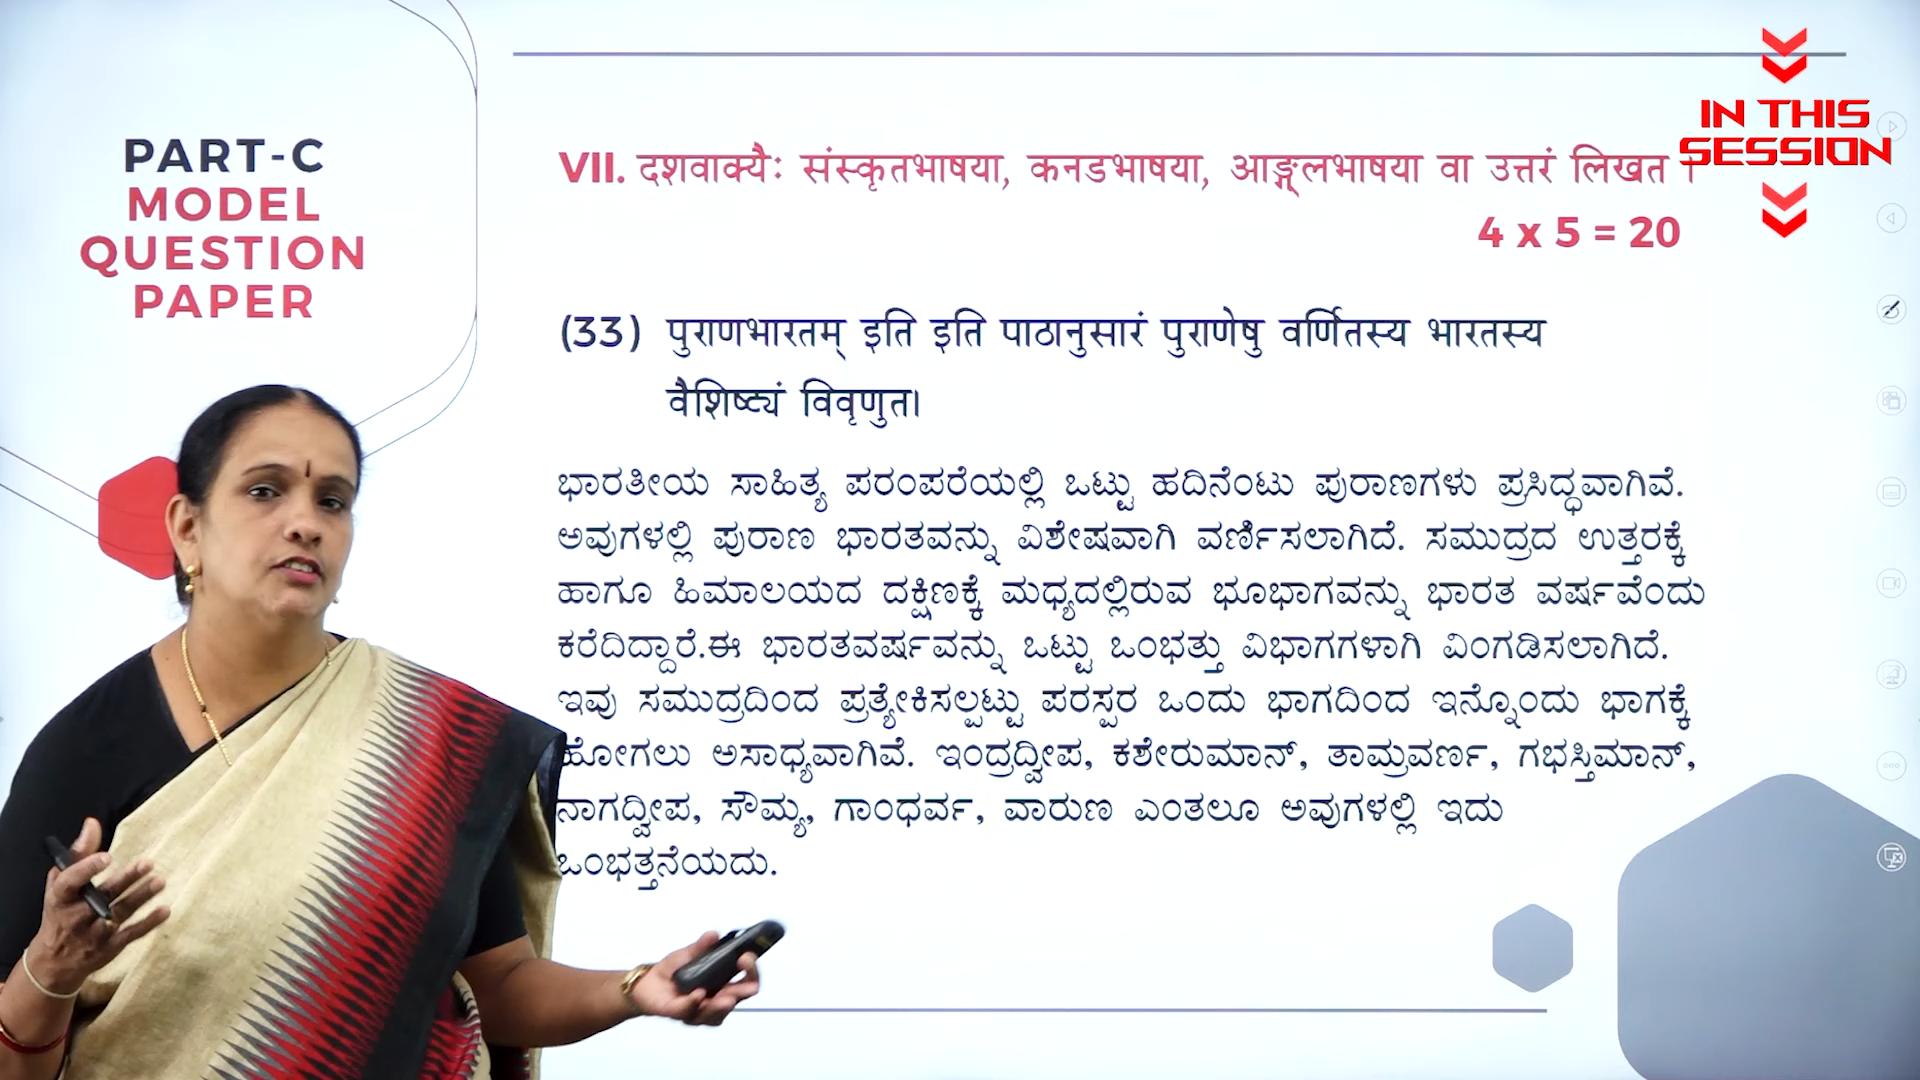 PART-C
MODEL
QUESTION
PAPER
IN THIS
SESSION
VII. दशवाक्यैः संस्कृतभाषया, कनडभाषया, आङ्ग्लभाषया वा उत्तरं लिखत ।
4 x 5 = 20
(33) पुराणभारतम् इति इति पाठानुसारं पुराणेषु वर्णितस्य भारतस्य
वैशिष्ट्यं विवृणुत।
ಭಾರತೀಯ ಸಾಹಿತ್ಯ ಪರಂಪರೆಯಲ್ಲಿ ಒಟ್ಟು ಹದಿನೆಂಟು ಪುರಾಣಗಳು ಪ್ರಸಿದ್ಧವಾಗಿವೆ.
ಅವುಗಳಲ್ಲಿ ಪುರಾಣ ಭಾರತವನ್ನು ವಿಶೇಷವಾಗಿ ವರ್ಣಿಸಲಾಗಿದೆ. ಸಮುದ್ರದ ಉತ್ತರಕ್ಕೆ
ಹಾಗೂ ಹಿಮಾಲಯದ ದಕ್ಷಿಣಕ್ಕೆ ಮಧ್ಯದಲ್ಲಿರುವ ಭೂಭಾಗವನ್ನು ಭಾರತ ವರ್ಷವೆಂದು
ಕರೆದಿದ್ದಾರೆ.ಈ ಭಾರತವರ್ಷವನ್ನು ಒಟ್ಟು ಒಂಭತ್ತು ವಿಭಾಗಗಳಾಗಿ ವಿಂಗಡಿಸಲಾಗಿದೆ.
ಇವು ಸಮುದ್ರದಿಂದ ಪ್ರತ್ಯೇಕಿಸಲ್ಪಟ್ಟು ಪರಸ್ಪರ ಒಂದು ಭಾಗದಿಂದ ಇನ್ನೊಂದು ಭಾಗಕ್ಕೆ
ಹೋಗಲು ಅಸಾಧ್ಯವಾಗಿವೆ. ಇಂದ್ರದ್ವೀಪ, ಕಶೇರುಮಾನ್, ತಾಮ್ರವರ್ಣ, ಗಭಸ್ತಿಮಾನ್,
ನಾಗದ್ವೀಪ, ಸೌಮ್ಯ, ಗಾಂಧರ್ವ, ವಾರುಣ ಎಂತಲೂ ಅವುಗಳಲ್ಲಿ ಇದು
ಒಂಭತ್ತನೆಯದು.